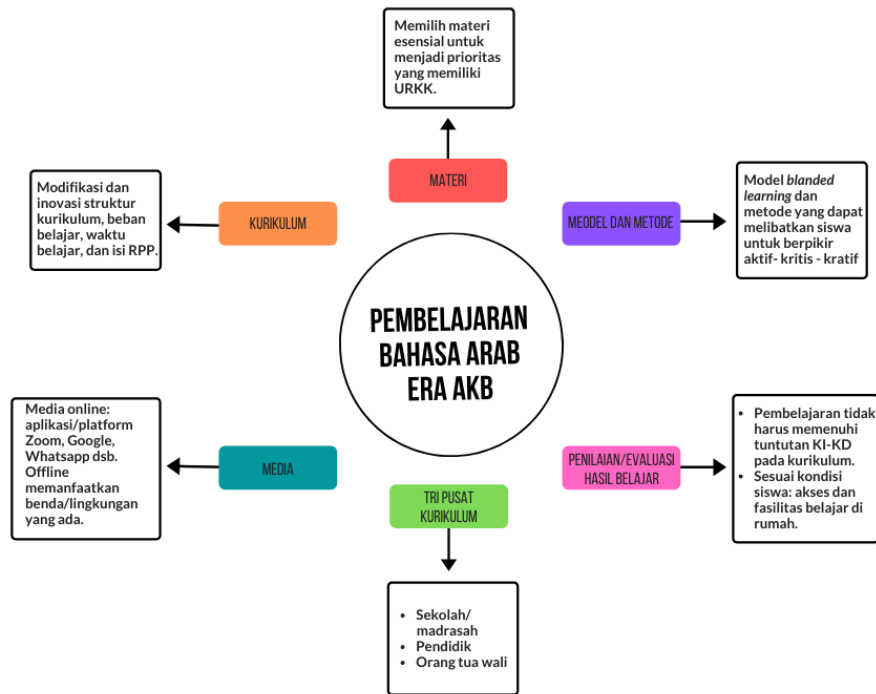 Memilih materi
esensial untuk
menjadi prioritas
yang memiliki
URKK.
MATERI
Modifikasi dan
inovasi struktur
kurikulum, beban
belajar, waktu
belajar, dan isi RPP.
KURIKULUM
MEODEL DAN METODE
Model blanded
learning dan
metode yang dapat
melibatkan siswa
untuk berpikir
aktif- kritis - kratif
PEMBELAJARAN
BAHASA ARAB
ERA AKB
Media online:
aplikasi/platform
Zoom, Google,
Whatsapp dsb.
Offline
memanfaatkan
benda/lingkungan
yang ada.
MEDIA
PENILAIAN/EVALUASI
HASIL BELAJAR
• Pembelajaran tidak
harus memenuhi
tuntutan KI-KD
pada kurikulum.
• Sesuai kondisi
siswa: akses dan
fasilitas belajar di
rumah.
TRI PUSAT
KURIKULUM
• Sekolah/
madrasah
• Pendidik
• Orang tua wali